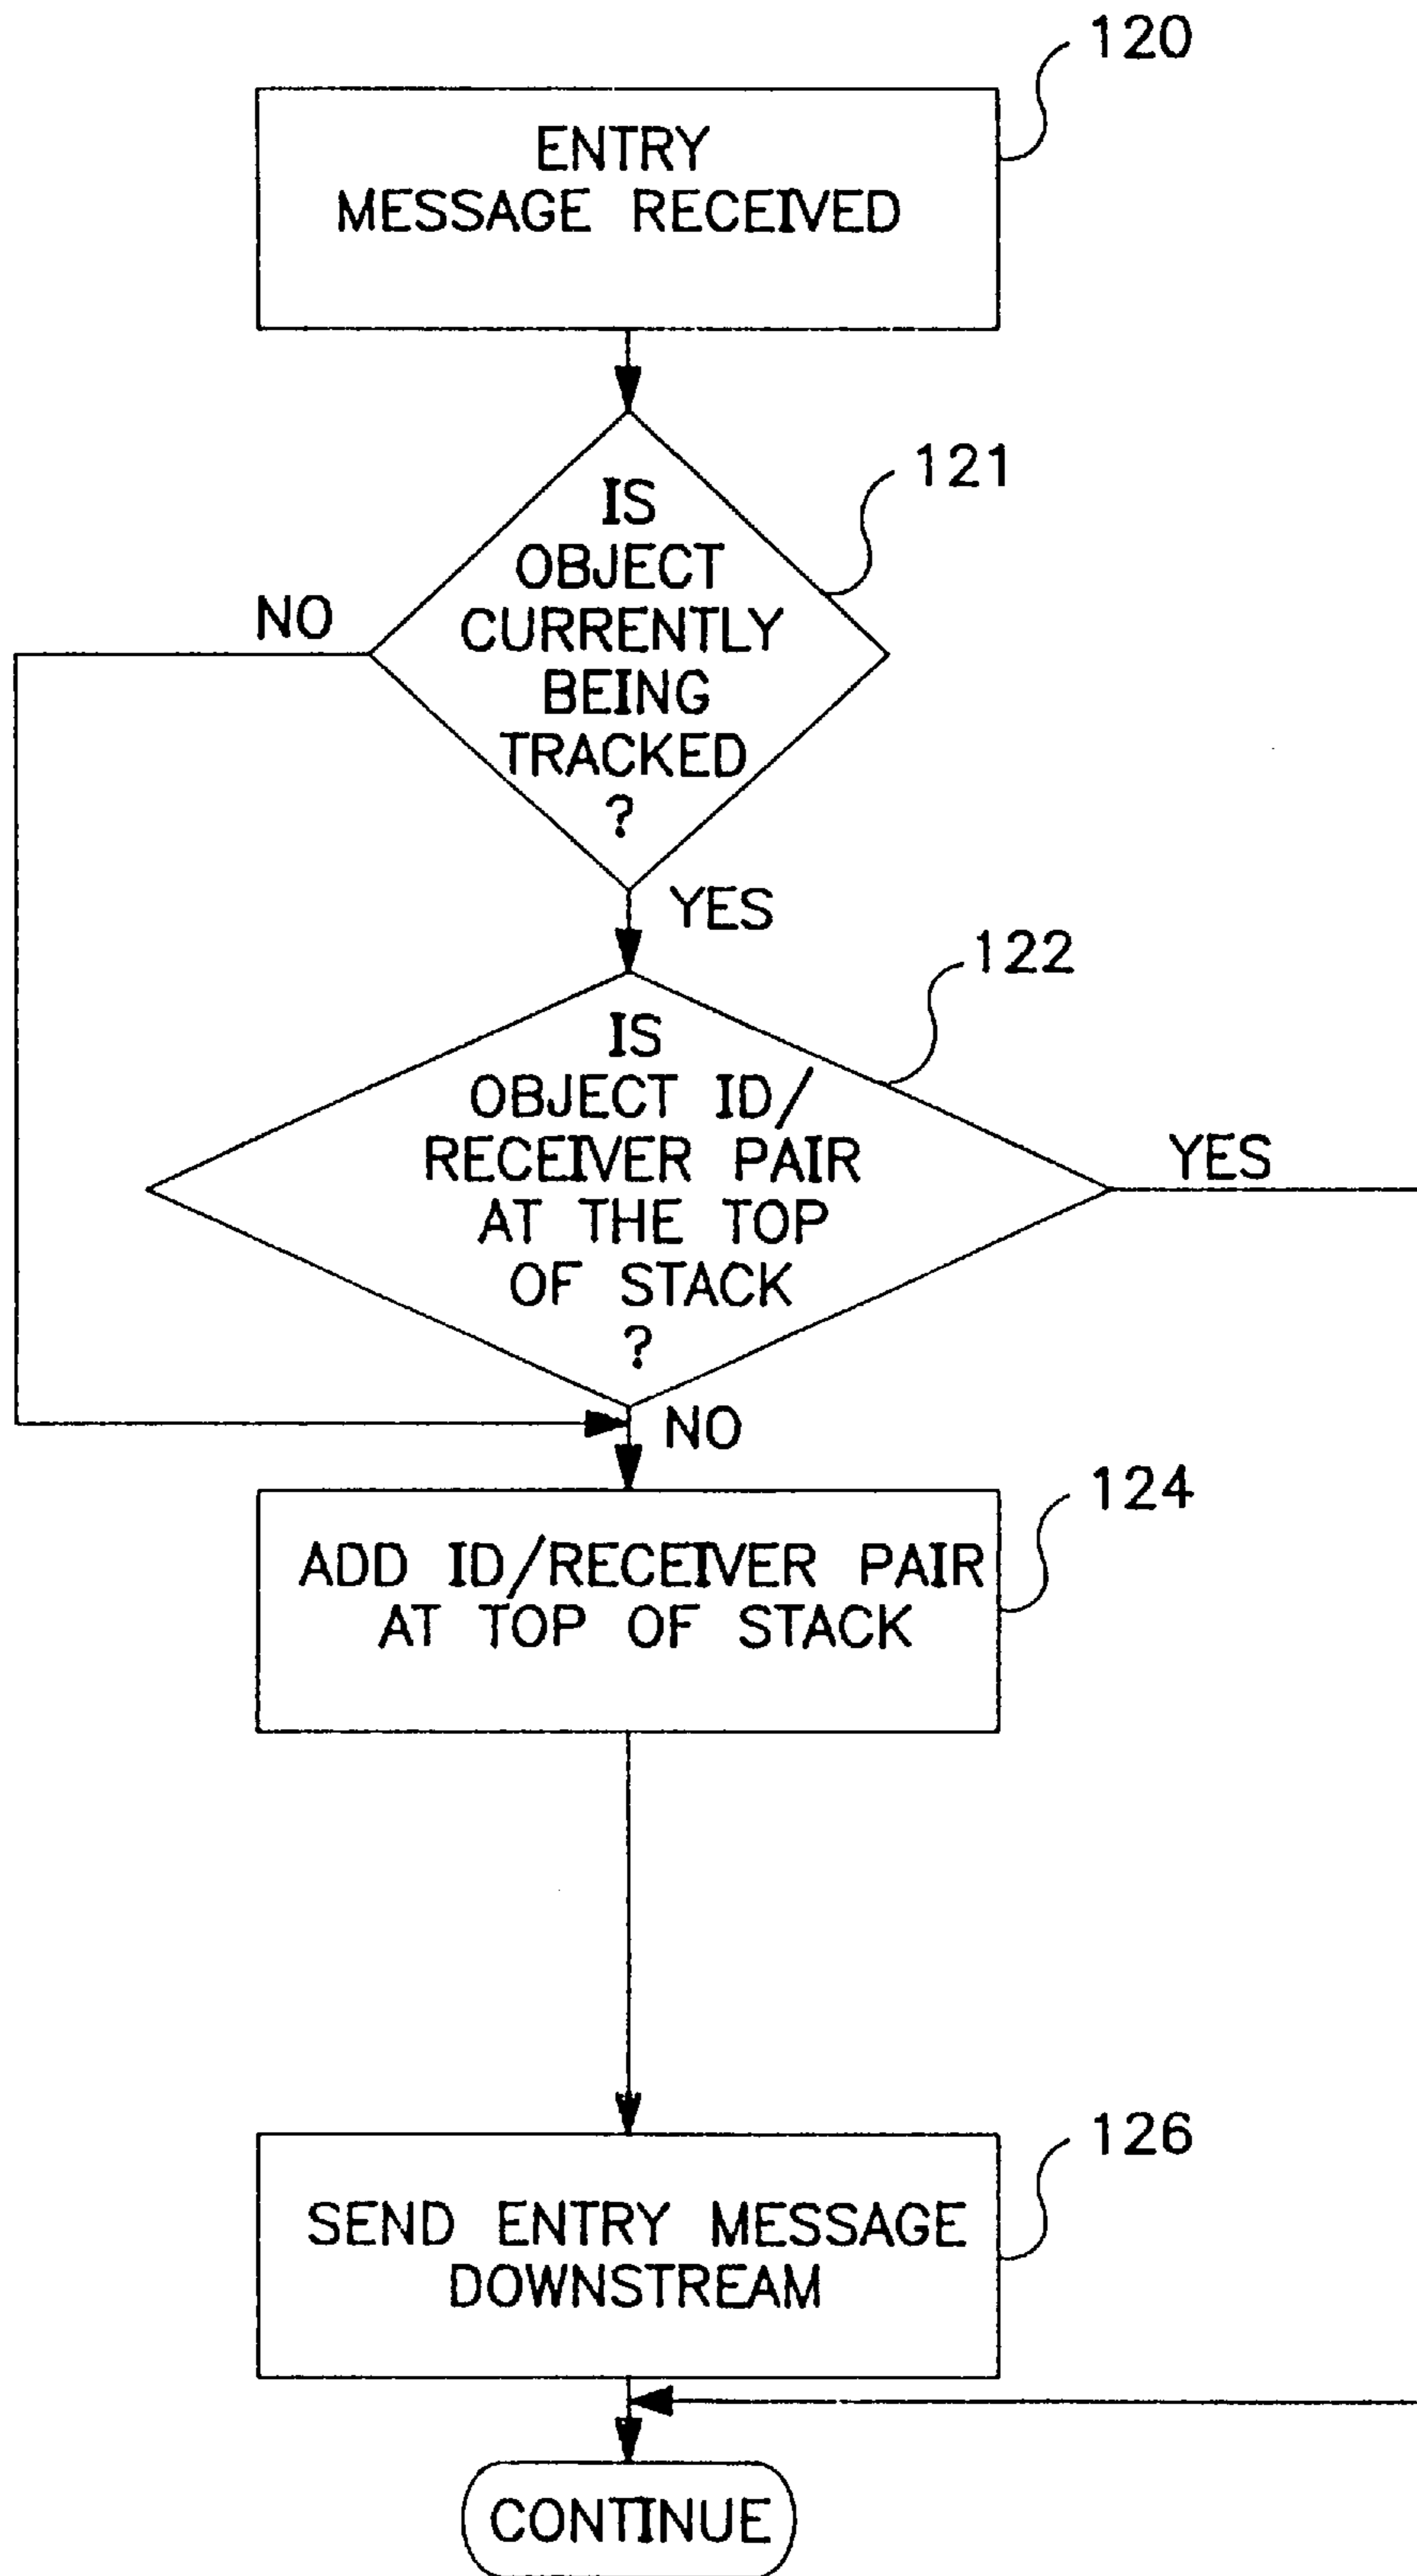 120
ENTRY
MESSAGE RECEIVED
121
IS
OBJECT
CURRENTLY
BEING
TRACKED
?
NO
YES
122
IS
OBJECT ID/
RECEIVER PAIR
AT THE TOP
OF STACK
?
YES
NO
124
ADD ID/RECEIVER PAIR
AT TOP OF STACK
126
SEND ENTRY MESSAGE
DOWNSTREAM
CONTINUE